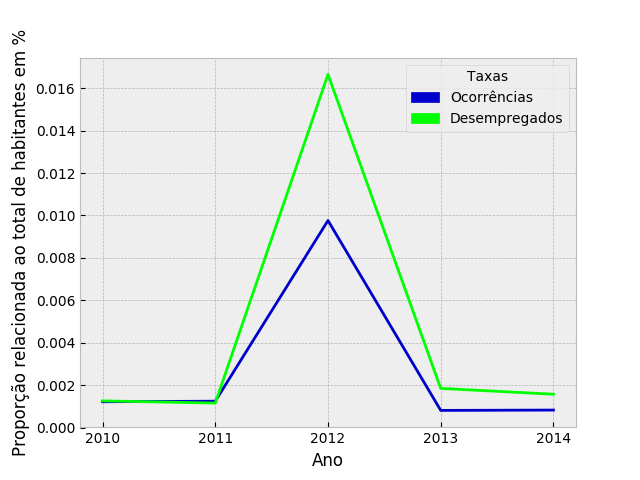 Proporção relacionada ao total de habitantes em %
0.016
0.014
0.012
0.010
0.008
0.006
0.004
0.002
0.000
Taxas
Ocorrências
Desempregados
2010 2011 2012 2013 2014
Ano